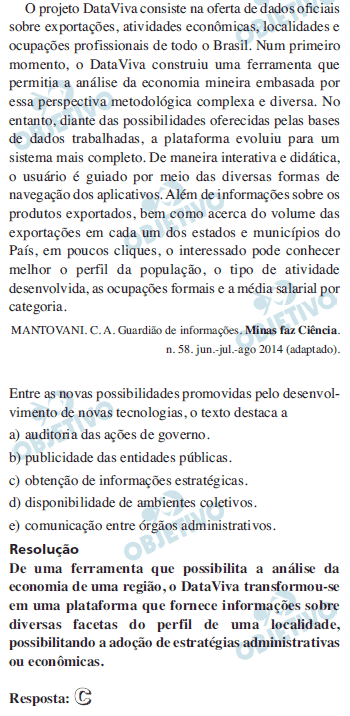 O projeto DataViva consiste na oferta de dados oficiais
sobre exportações, atividades econômicas, localidades e
ocupações profissionais de todo o Brasil. Num primeiro
momento, o DataViva construiu uma ferramenta que
permitia a análise da economia mineira embasada por
essa perspectiva metodológica complexa e diversa. No
entanto, diante das possibilidades oferecidas pelas bases
de dados trabalhadas, a plataforma evoluiu para um
sistema mais completo. De maneira interativa e didática,
o usuário é guiado por meio das diversas formas de
navegação dos aplicativos. Além de informações sobre os
produtos exportados, bem como acerca do volume das
exportações em cada um dos estados e municípios do
País, em poucos cliques, o interessado pode conhecer
melhor o perfil da população, o tipo de atividade
desenvolvida, as ocupações formais e a média salarial por
categoria.
MANTOVANI. C. A. Guardião de informações. Minas faz Ciência.
n. 58. jun.-jul.-ago 2014 (adaptado).
Entre as novas possibilidades promovidas pelo desenvol-
vimento de novas tecnologias, o texto destaca a
a) auditoria das ações de governo.
b) publicidade das entidades públicas.
c) obtenção de informações estratégicas.
d) disponibilidade de ambientes coletivos.
e) comunicação entre órgãos administrativos.
Resolução
De uma ferramenta que possibilita a análise da
economia de uma região, o DataViva transformou-se
em uma plataforma que fornece informações sobre
diversas facetas do perfil de uma localidade,
possibilitando a adoção de estratégias administrativas
ou econômicas.
Resposta: C
OBJETIVO
OBJETIVO
OBJETIVO
OBJETIVO
OBJETIVO
OBJETIVO
OBJETIVO